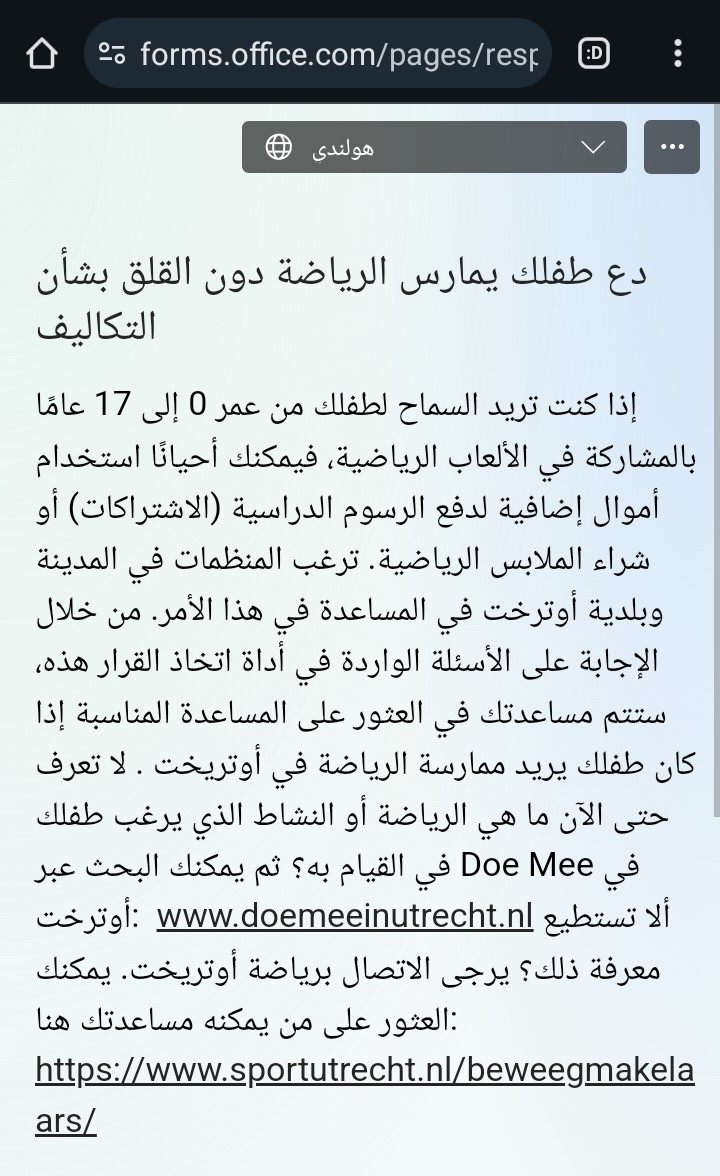 forms.office.com/pages/resp
:D
هولندي
دع طفلك يمارس الرياضة دون القلق بشأن
التكاليف
إذا كنت تريد السماح لطفلك من عمر 0 إلى 17 عامًا
بالمشاركة في الألعاب الرياضية، فيمكنك أحيانًا استخدام
أموال إضافية لدفع الرسوم الدراسية (الاشتراكات) أو
شراء الملابس الرياضية. ترغب المنظمات في المدينة
وبلدية أوترخت في المساعدة في هذا الأمر. من خلال
الإجابة على الأسئلة الواردة في أداة اتخاذ القرار هذه،
ستتم مساعدتك في العثور على المساعدة المناسبة إذا
كان طفلك يريد ممارسة الرياضة في أوتريخت . لا تعرف
حتى الآن ما هي الرياضة أو النشاط الذي يرغب طفلك
في القيام به؟ ثم يمكنك البحث عبر Doe Mee في
أوترخت: www.doemeeinutrecht.nl ألا تستطيع
معرفة ذلك؟ يرجى الاتصال برياضة أوتريخت. يمكنك
العثور على من يمكنه مساعدتك هنا:
https://www.sportutrecht.nl/beweegmakela
ars/